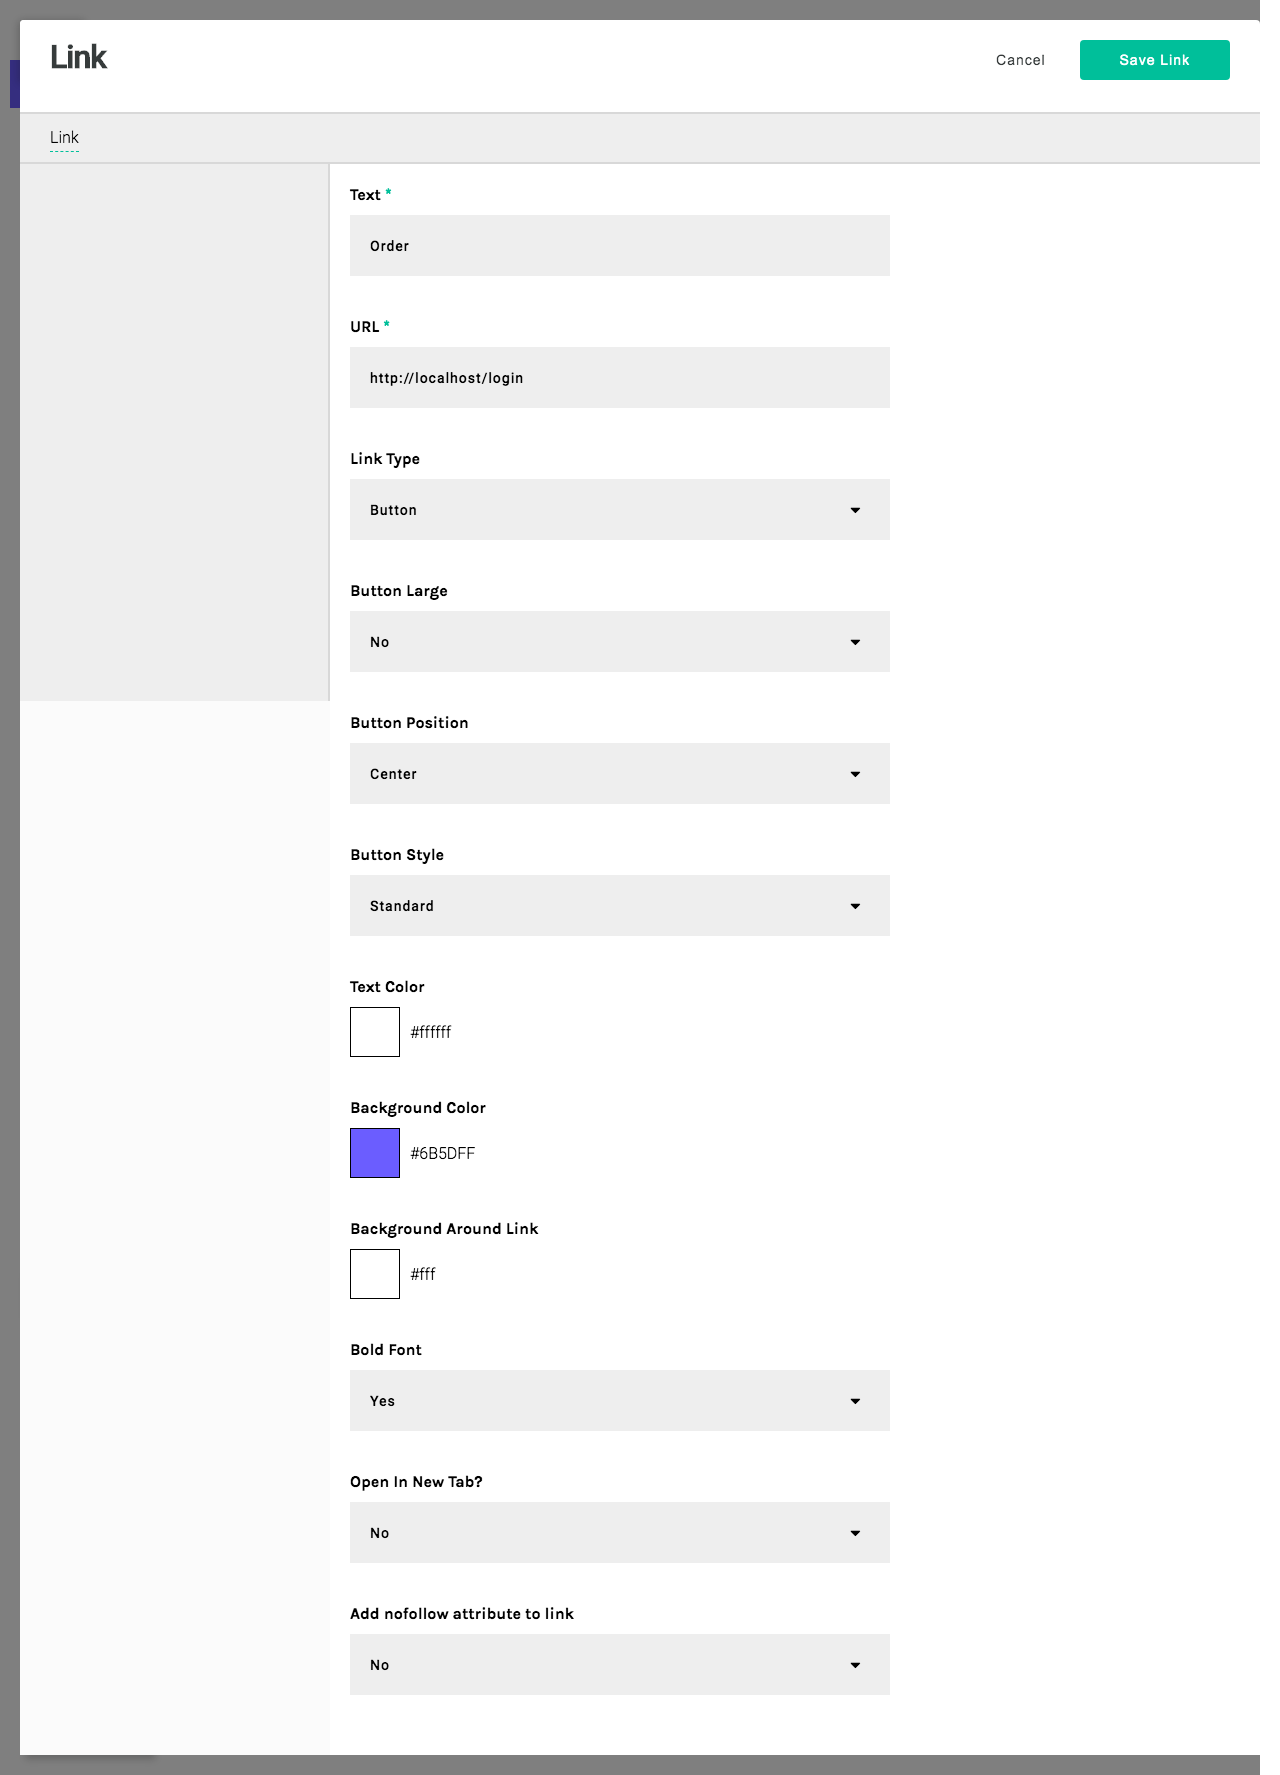 Link
Cancel
Save Link
Link
Text *
Order
URL *
http://localhost/login
Link Type
Button
Button Large
No
Button Position
Center
Button Style
Standard
Text Color
#ffffff
Background Color
#6B5DFF
Background Around Link
#fff
Bold Font
Yes
Open In New Tab?
No
Add nofollow attribute to link
No